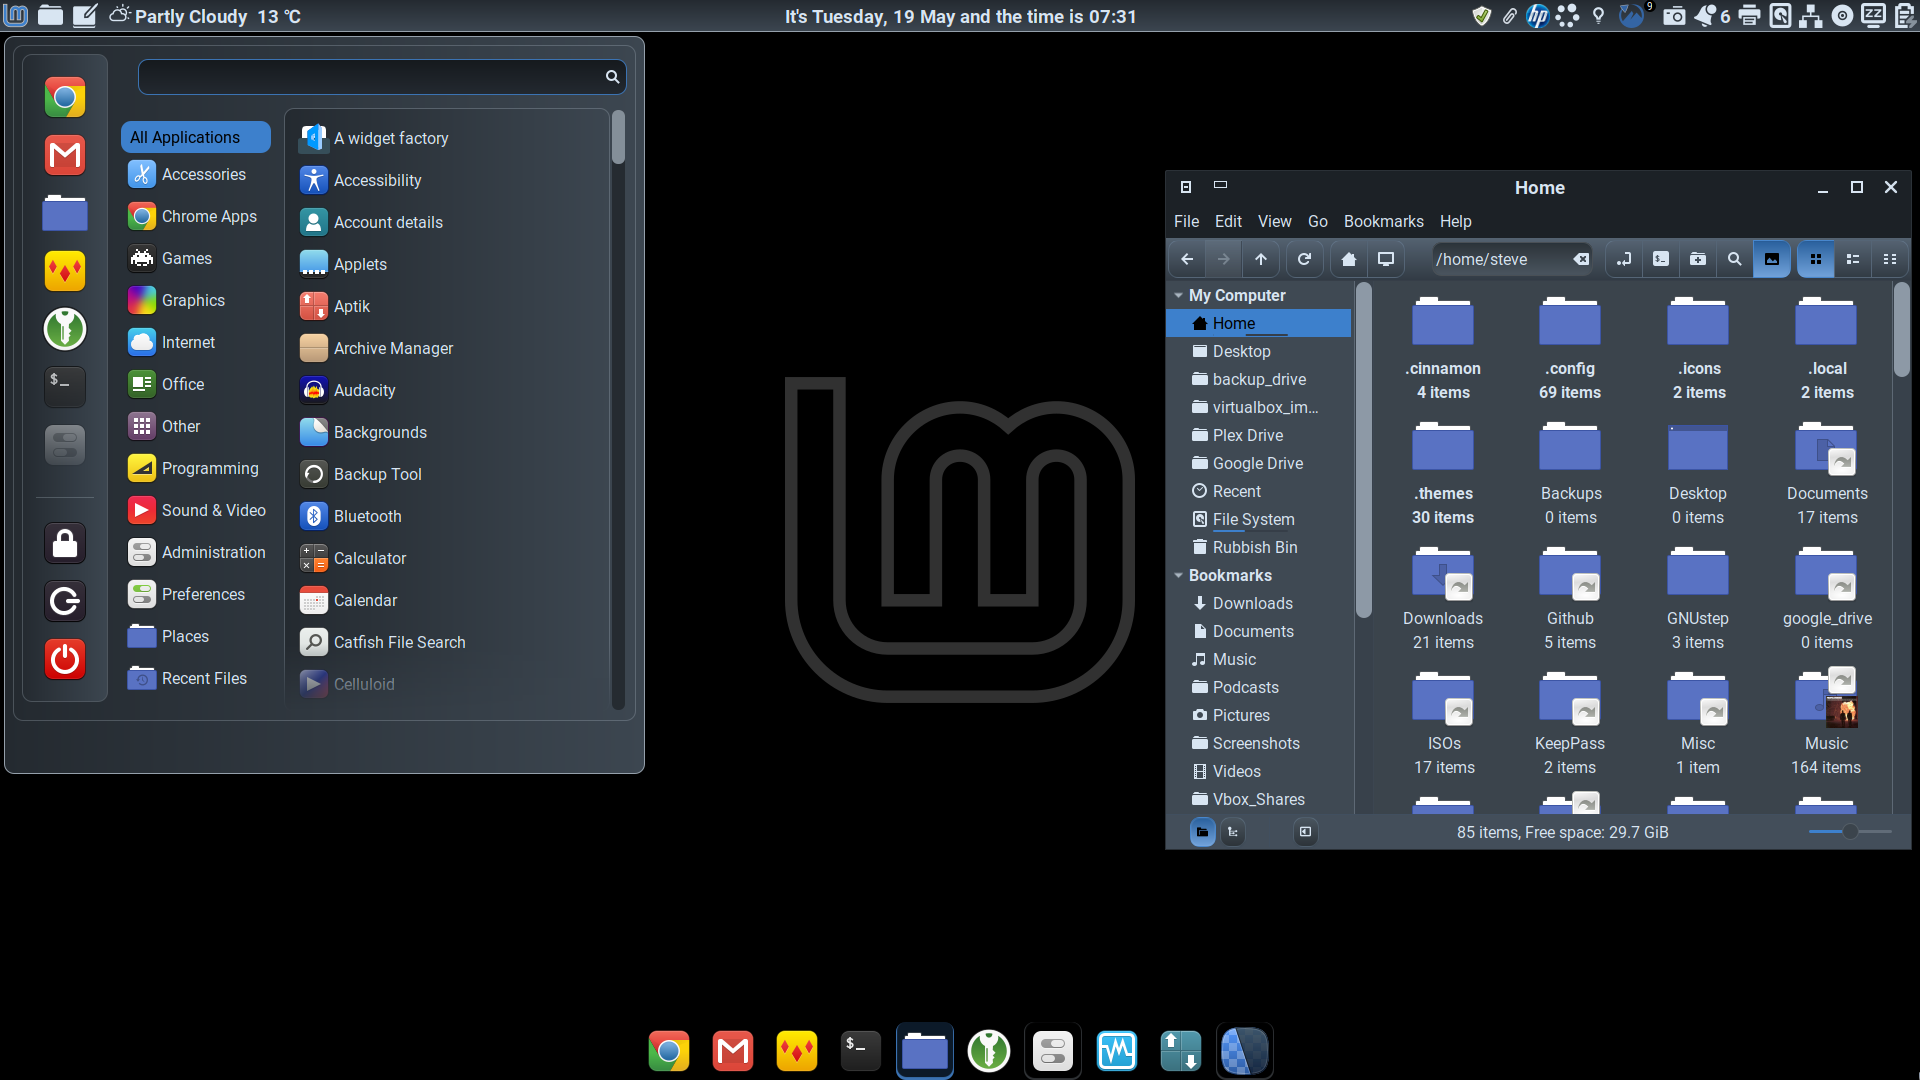 Partly Cloudy 13 ℃
It's Tuesday, 19 May and the time is 07:31
hp
9
6
ZZ
All Applications
Accessories
Chrome Apps
Games
Graphics
Internet
Office
Other
Programming
Sound & Video
Administration
Preferences
Places
Recent Files
A widget factory
Accessibility
Account details
Applets
Aptik
Archive Manager
Audacity
Backgrounds
Backup Tool
Bluetooth
Calculator
Calendar
Catfish File Search
Celluloid
$_
Home
File Edit View Go Bookmarks Help
/home/steve
My Computer
Home
Desktop
backup_drive
virtualbox_im...
Plex Drive
Google Drive
Recent
File System
Rubbish Bin
Bookmarks
Downloads
Documents
Music
Podcasts
Pictures
Screenshots
Videos
Vbox_Shares
.cinnamon .config .icons .local
4 items 69 items 2 items 2 items
.themes Backups Desktop Documents
30 items 0 items 0 items 17 items
Downloads Github GNUstep google_drive
21 items 5 items 3 items 0 items
ISOs KeepPass Misc Music
17 items 2 items 1 item 164 items
85 items, Free space: 29.7 GiB
$_